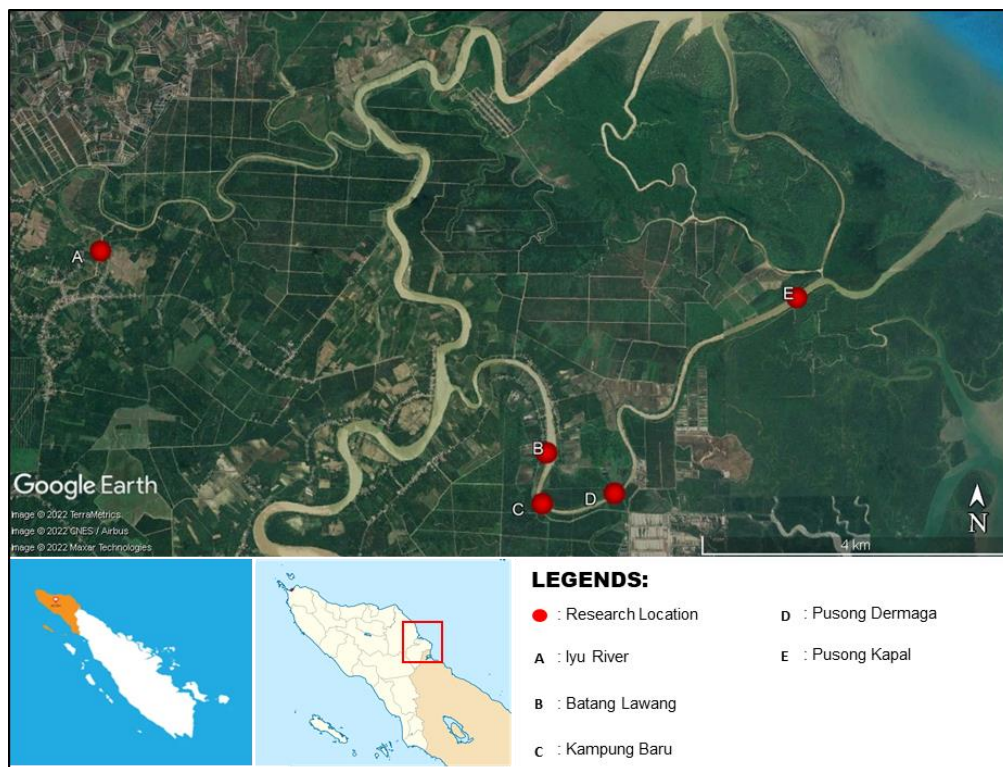 A
E
B
C
D
Google Earth
Image © 2022 TerraMetrics
Image © 2022 CNES / Airbus
Image © 2022 Maxar Technologies
N
4 km
LEGENDS:
: Research Location
A : Iyu River
B : Batang Lawang
C : Kampung Baru
D : Pusong Dermaga
E : Pusong Kapal